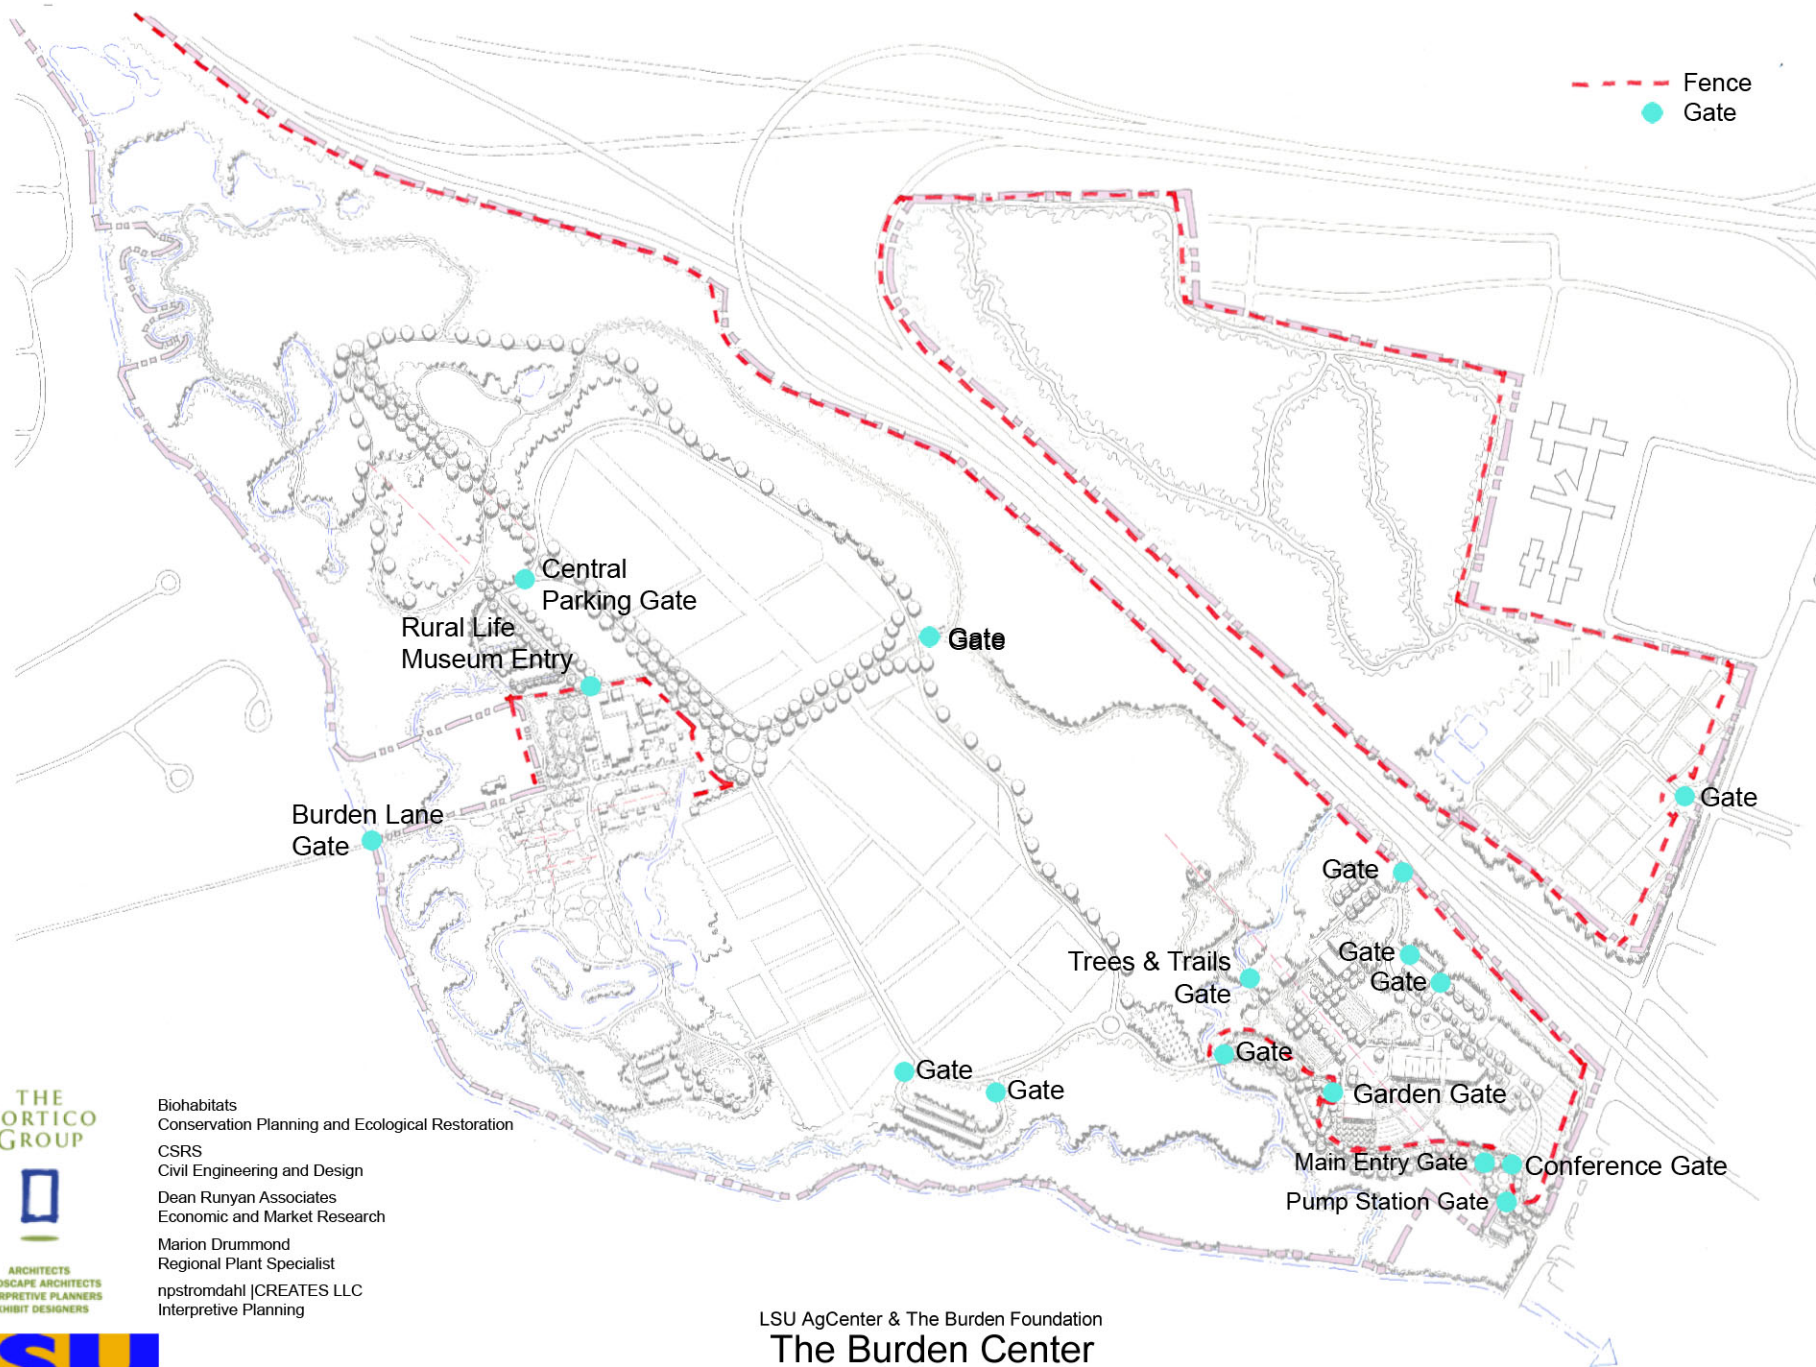 Fence
Gate
Central
Parking Gate
Rural Life
Museum Entry
Gate
Gate
Burden Lane
Gate
Gate
Gate
Gate
Gate
Trees & Trails
Gate
Gate
Gate
Gate
Garden Gate
Main Entry Gate
Conference Gate
Pump Station Gate
THE
ORTICO
GROUP
ARCHITECTS
DSCAPE ARCHITECTS
RPRETIVE PLANNERS
XHIBIT DESIGNERS
Biohabitats
Conservation Planning and Ecological Restoration
CSRS
Civil Engineering and Design
Dean Runyan Associates
Economic and Market Research
Marion Drummond
Regional Plant Specialist
npstromdahl |CREATES LLC
Interpretive Planning
LSU AgCenter & The Burden Foundation
The Burden Center
SU